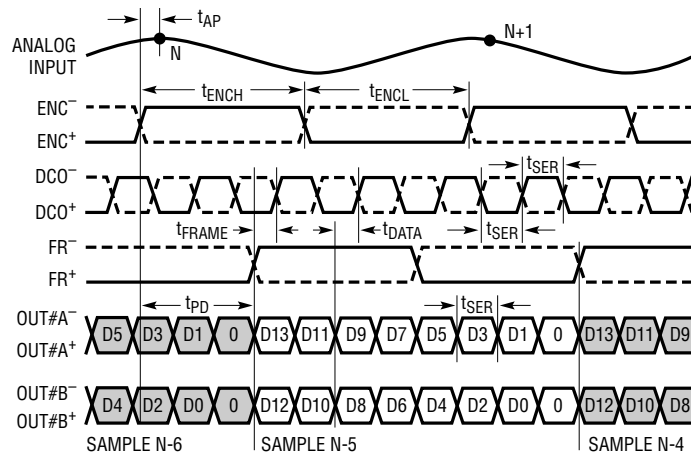 tAP
ANALOG
INPUT
N
N+1
tENCH
tENCL
ENC–
ENC+
tSER
DCO–
DCO+
tFRAME
tDATA
tSER
FR–
FR+
tPD
tSER
OUT#A–
OUT#A+
D5 D3 D1 0 D13 D11 D9 D7 D5 D3 D1 0 D13 D11 D9
OUT#B–
OUT#B+
D4 D2 D0 0 D12 D10 D8 D6 D4 D2 D0 0 D12 D10 D8
SAMPLE N-6 SAMPLE N-5 SAMPLE N-4